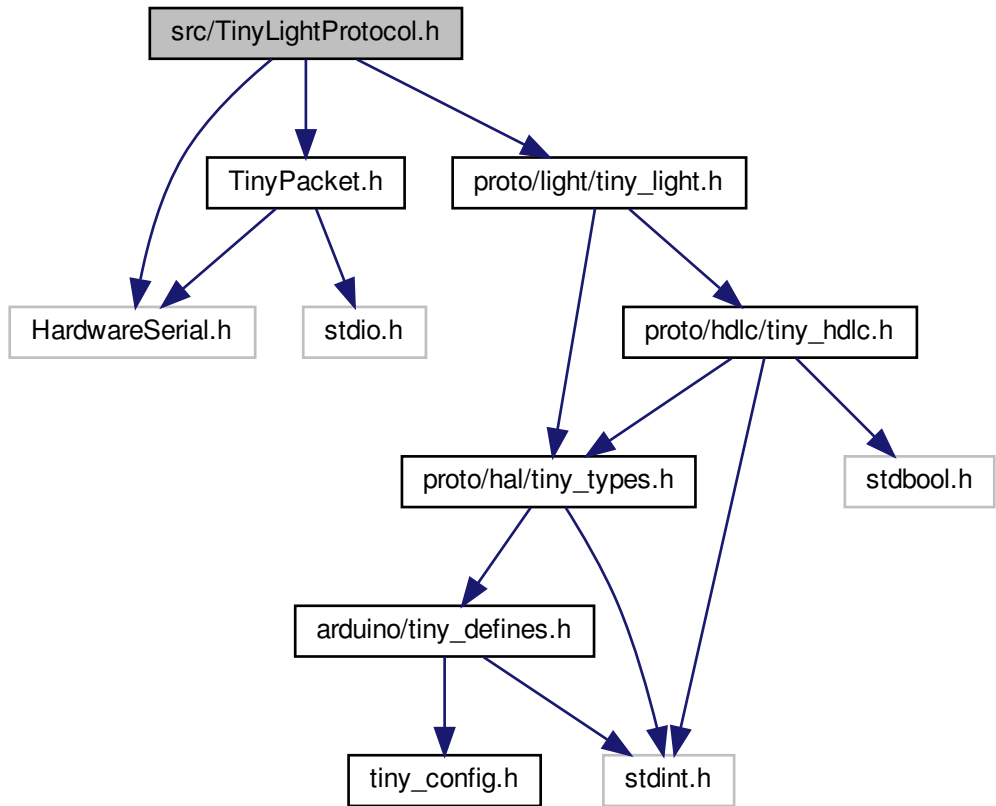 src/TinyLightProtocol.h
TinyPacket.h
proto/light/tiny_light.h
HardwareSerial.h
stdio.h
proto/hdlc/tiny_hdlc.h
proto/hal/tiny_types.h
stdbool.h
arduino/tiny_defines.h
tiny_config.h
stdint.h